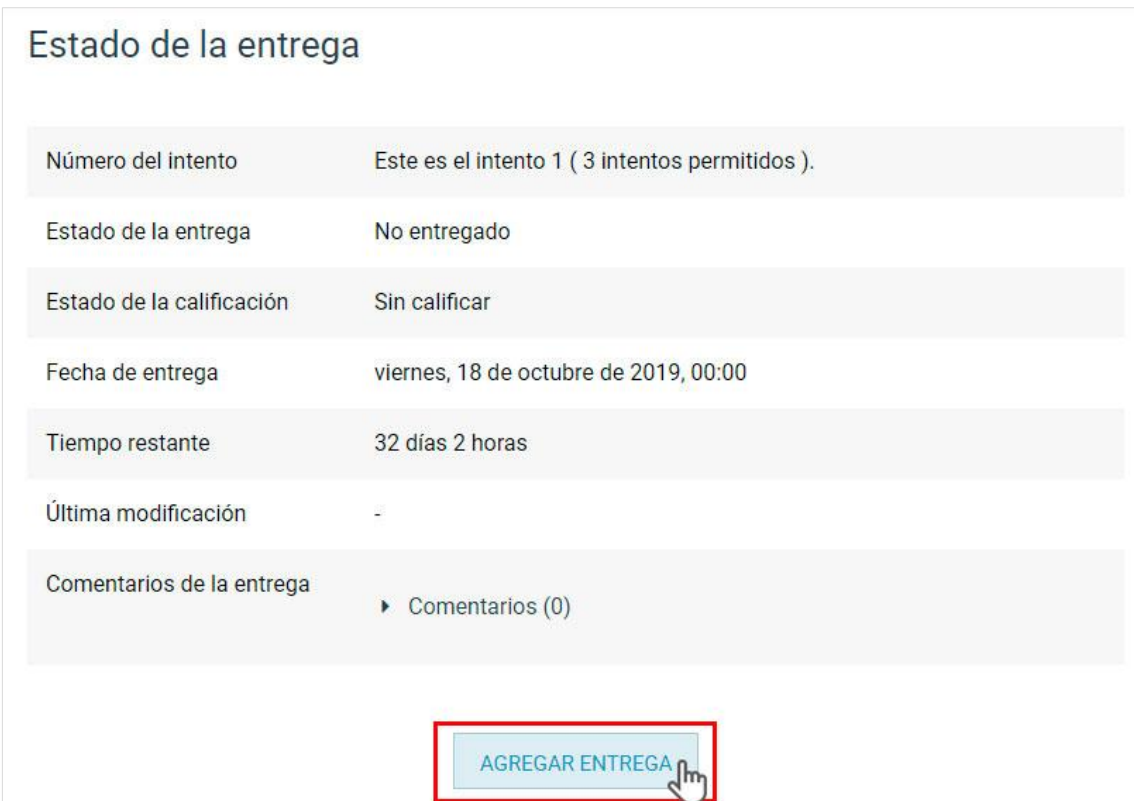 Estado de la entrega
Número del intento Este es el intento 1 ( 3 intentos permitidos ).
Estado de la entrega No entregado
Estado de la calificación Sin calificar
Fecha de entrega viernes, 18 de octubre de 2019, 00:00
Tiempo restante 32 días 2 horas
Última modificación -
Comentarios de la entrega
Comentarios (0)
AGREGAR ENTREGA